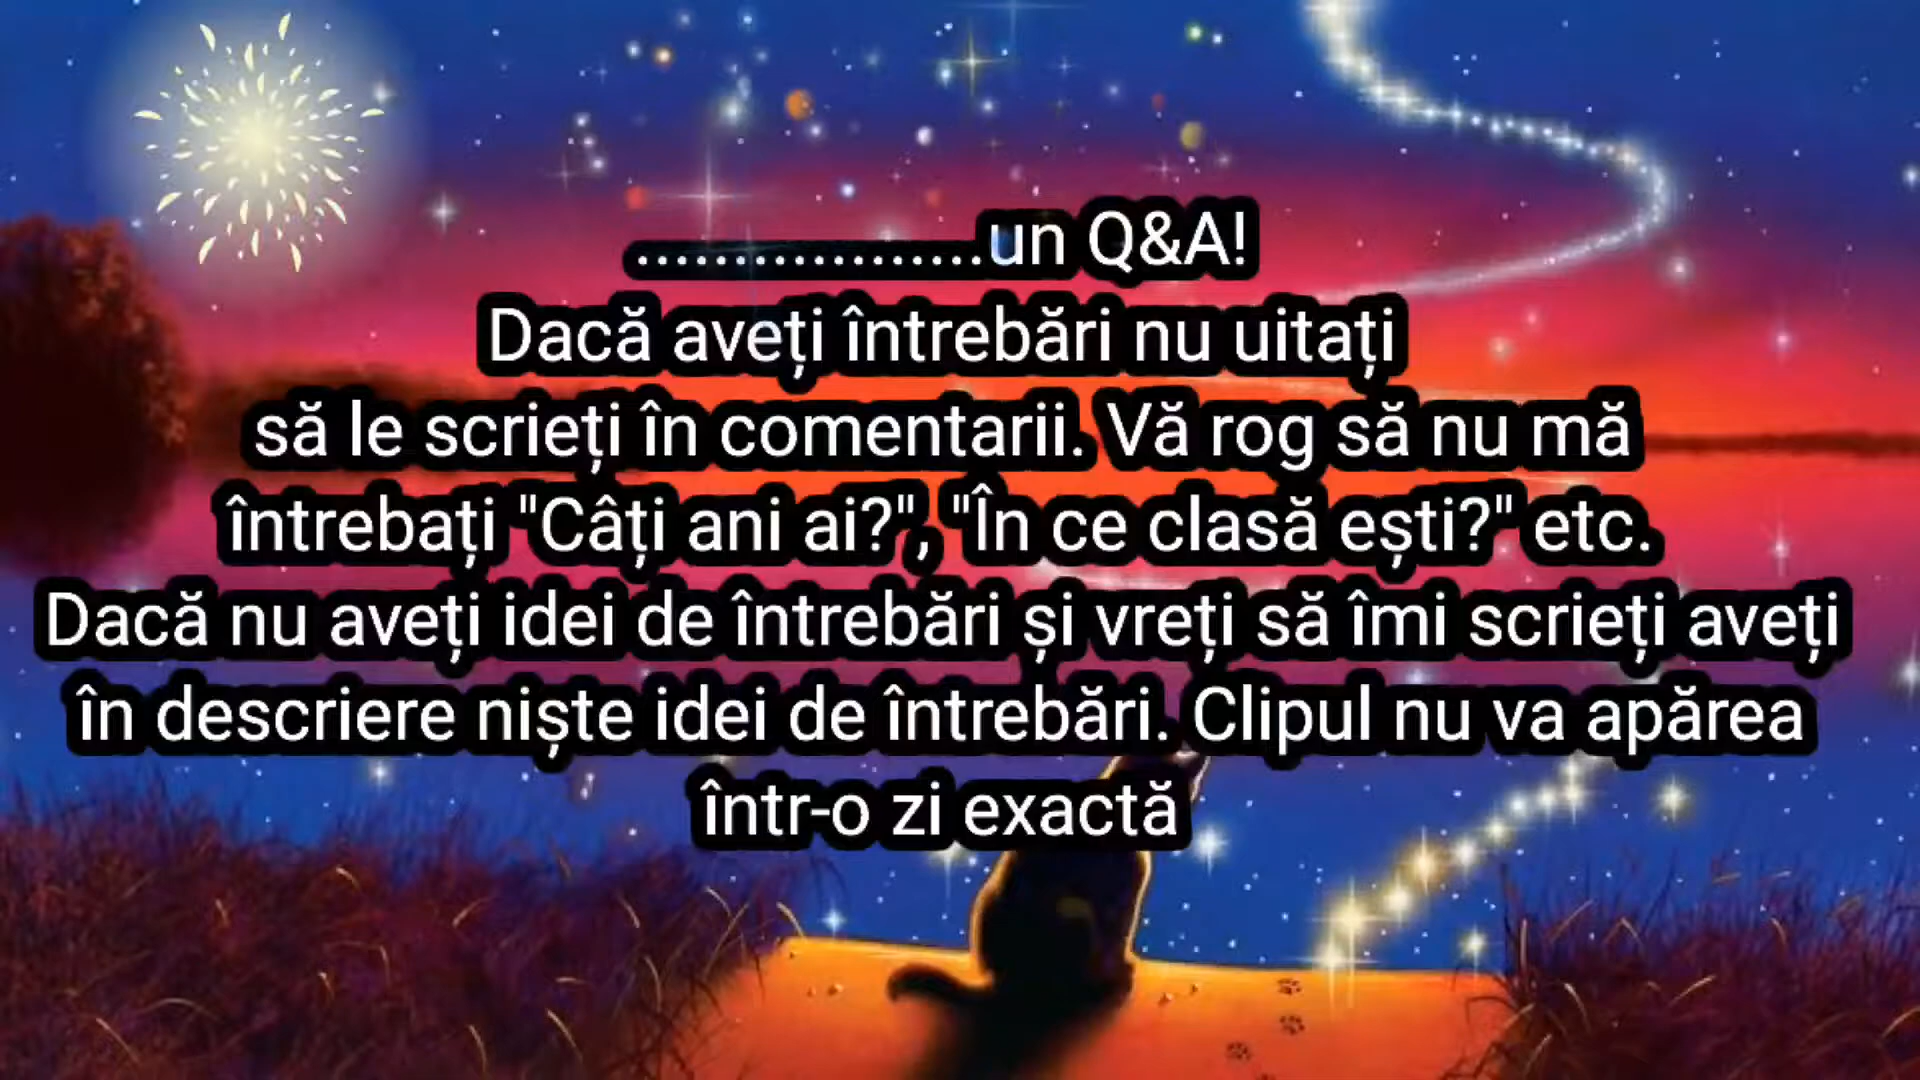 ..................un Q&A!
Dacă aveți întrebări nu uitați
să le scrieți în comentarii. Vă rog să nu mă
întrebați "Câți ani ai?", "În ce clasă ești?" etc.
Dacă nu aveți idei de întrebări și vreți să îmi scrieți aveți
în descriere niște idei de întrebări. Clipul nu va apărea
într-o zi exactă